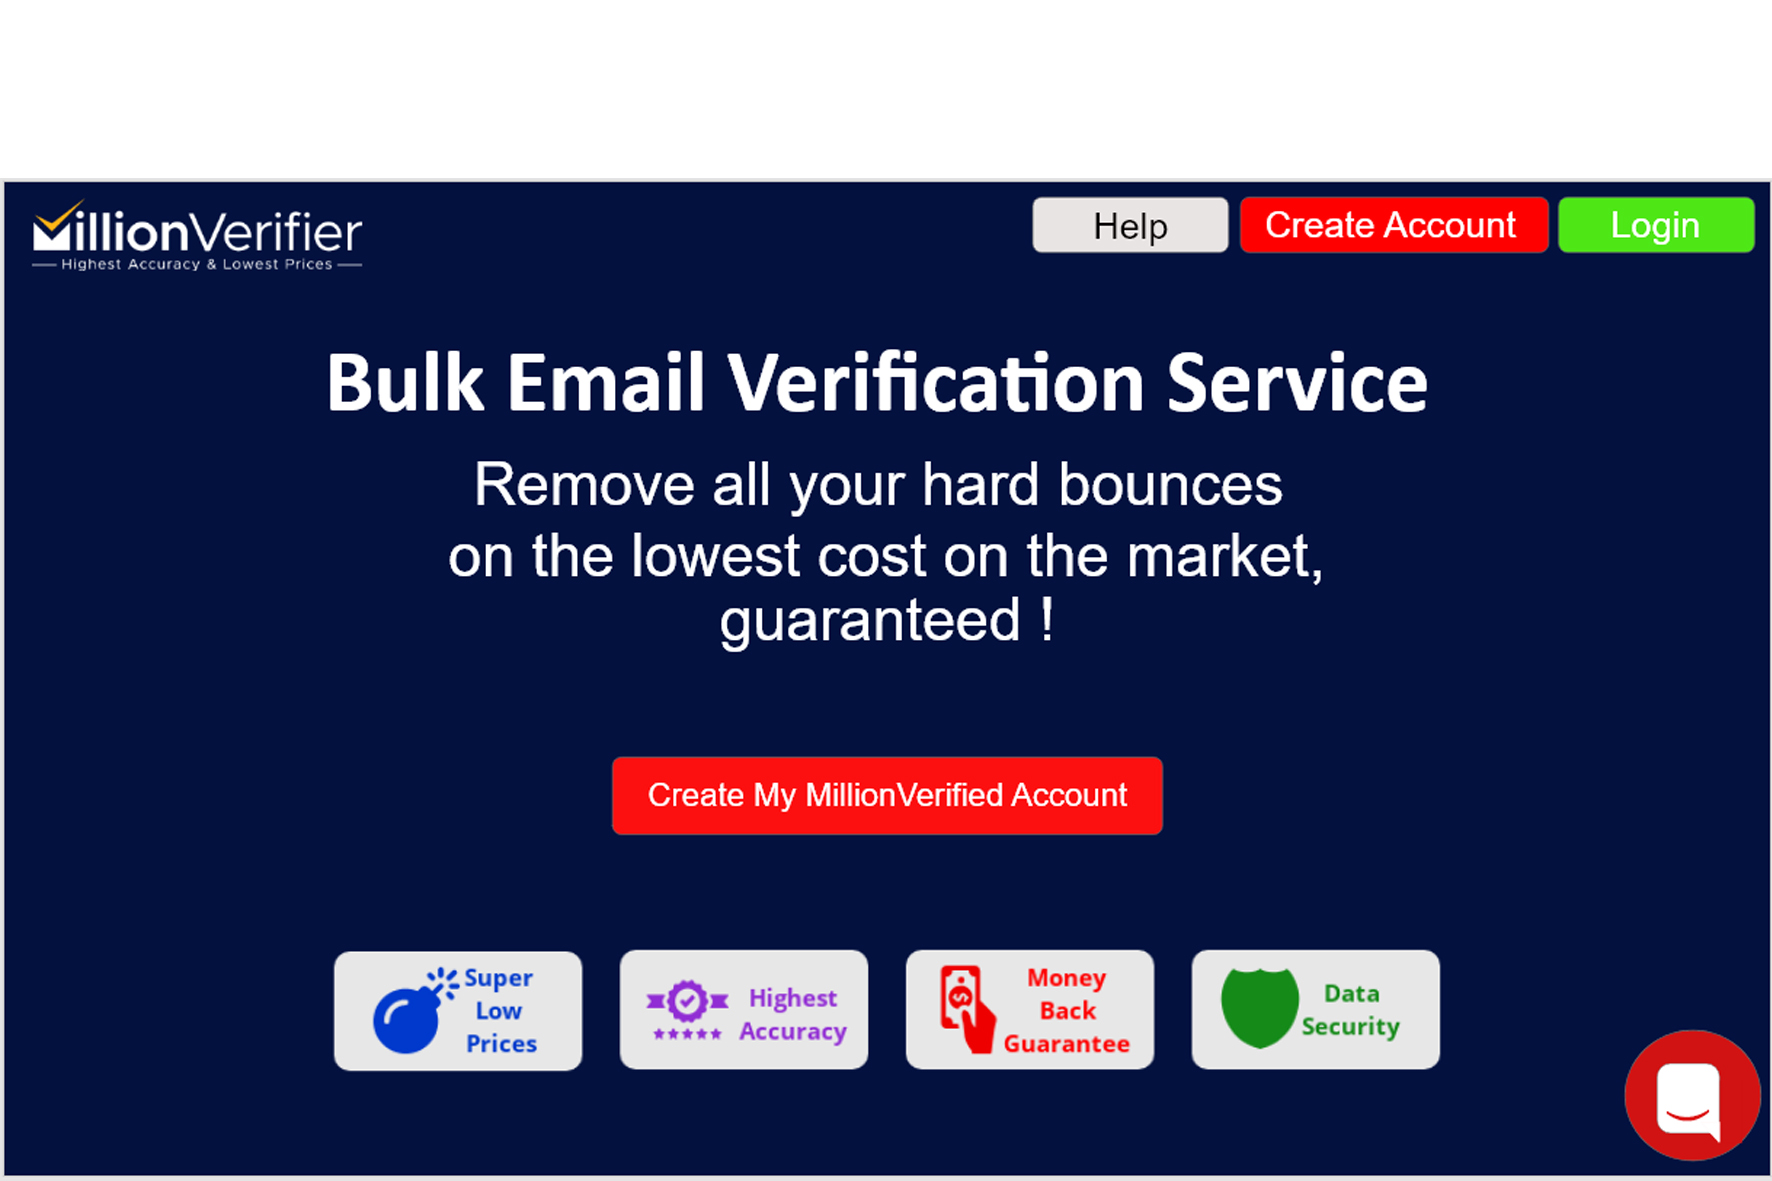 MillionVerifier
Highest Accuracy & Lowest Prices
Help
Create Account
Login
Bulk Email Verification Service
Remove all your hard bounces
on the lowest cost on the market,
guaranteed !
Create My MillionVerified Account
Super
Low
Prices
Highest
Accuracy
Money
Back
Guarantee
Data
Security